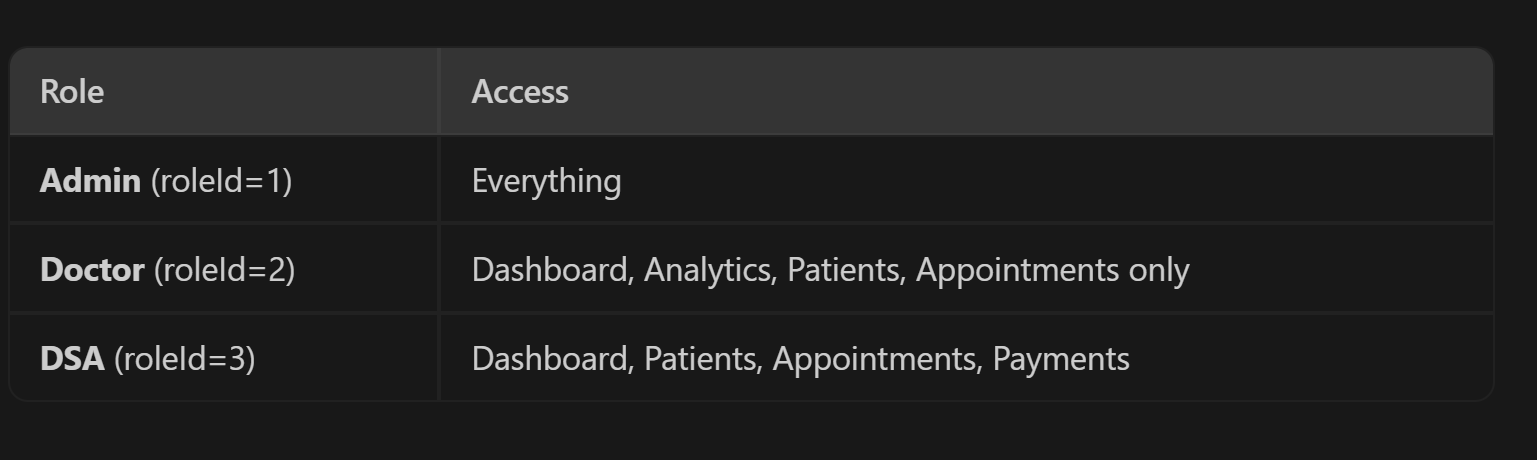 Role Access
Admin (roleId=1) Everything
Doctor (roleId=2) Dashboard, Analytics, Patients, Appointments only
DSA (roleId=3) Dashboard, Patients, Appointments, Payments